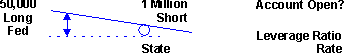 50,000
Long
Fed
1 Million
Short
State
Account Open?
Leverage Ratio
Rate